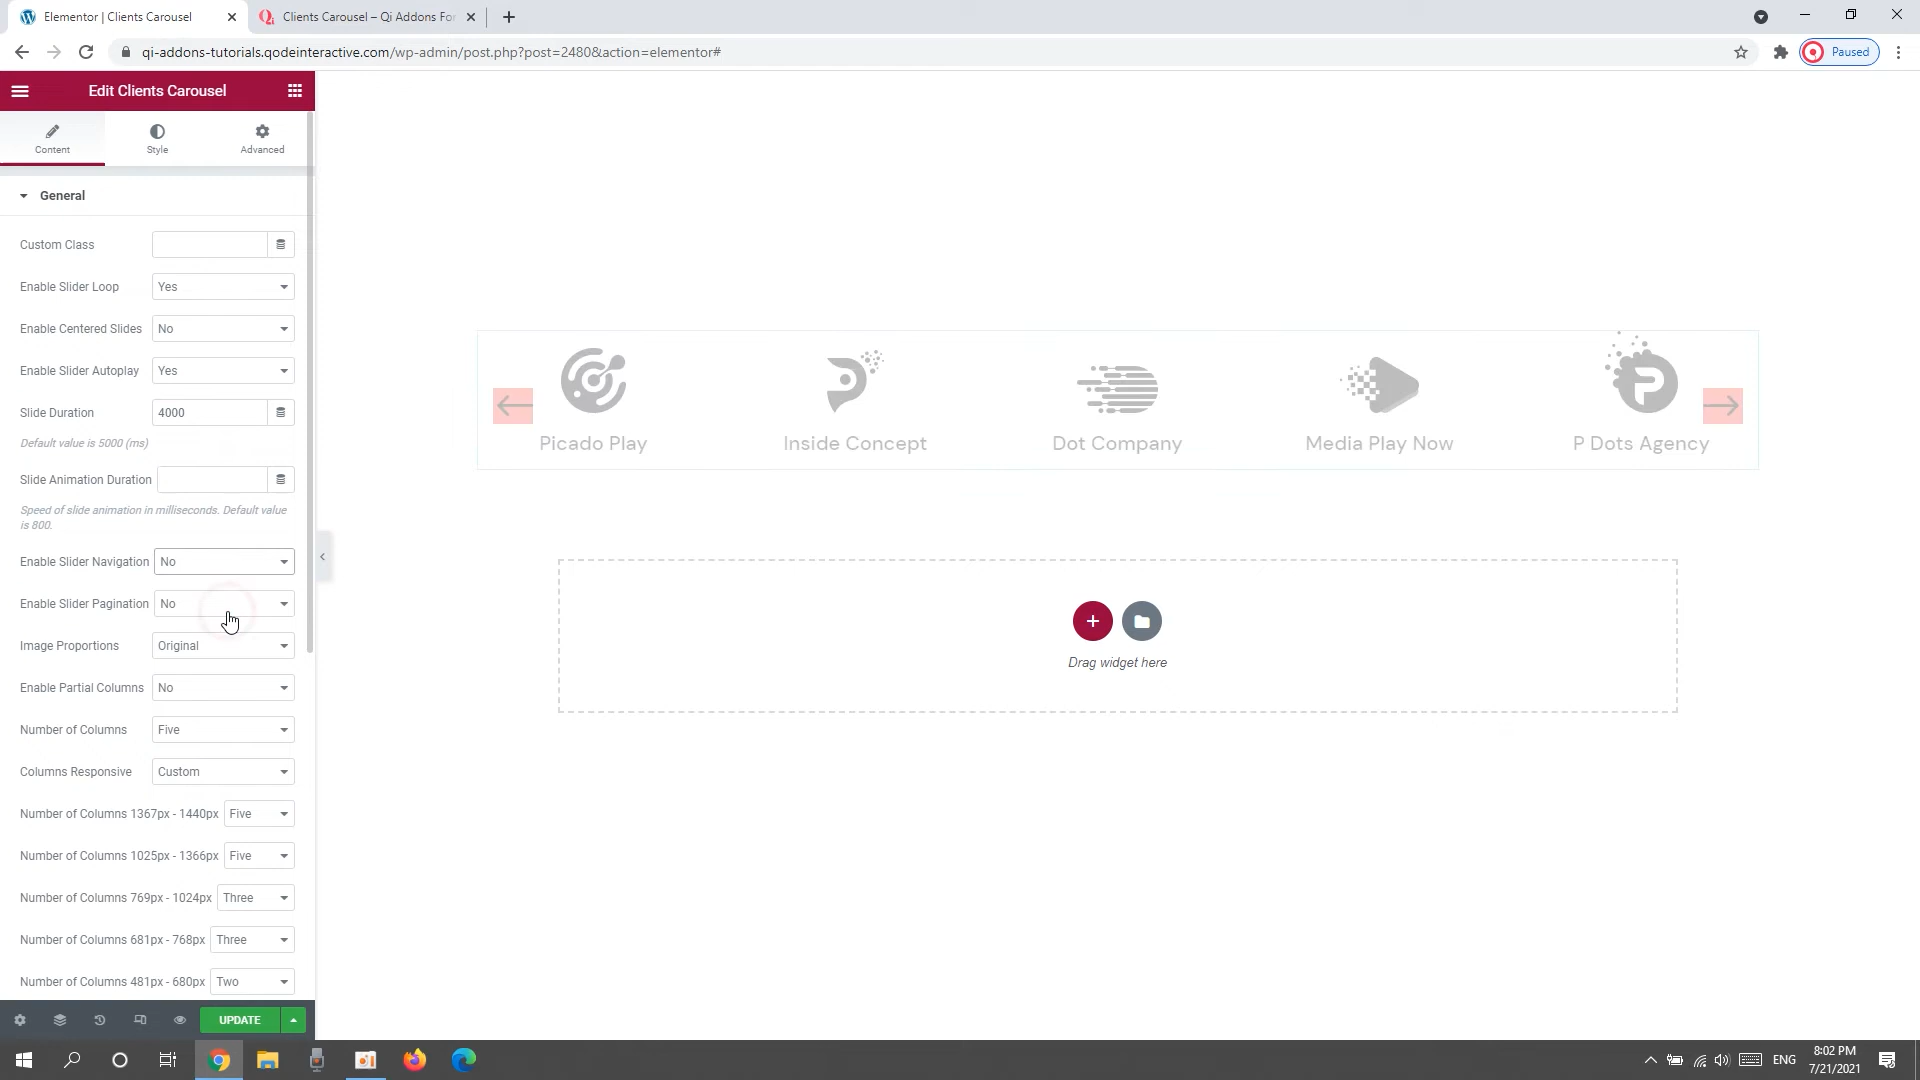 Elementor | Clients Carousel
Clients Carousel – Qi Addons For
qi-addons-tutorials.qodeinteractive.com/wp-admin/post.php?post=2480&action=elementor#
Paused
Edit Clients Carousel
Content
Style
Advanced
General
Custom Class
Enable Slider Loop Yes
Enable Centered Slides No
Enable Slider Autoplay Yes
Slide Duration 4000
Default value is 5000 (ms)
Slide Animation Duration
Speed of slide animation in milliseconds. Default value
is 800.
Enable Slider Navigation No
Enable Slider Pagination No
Image Proportions Original
Enable Partial Columns No
Number of Columns Five
Columns Responsive Custom
Number of Columns 1367px - 1440px Five
Number of Columns 1025px - 1366px Five
Number of Columns 769px - 1024px Three
Number of Columns 681px - 768px Three
Number of Columns 481px - 680px Two
UPDATE
Picado Play
Inside Concept
Dot Company
Media Play Now
P Dots Agency
Drag widget here
ENG
8:02 PM
7/21/2021